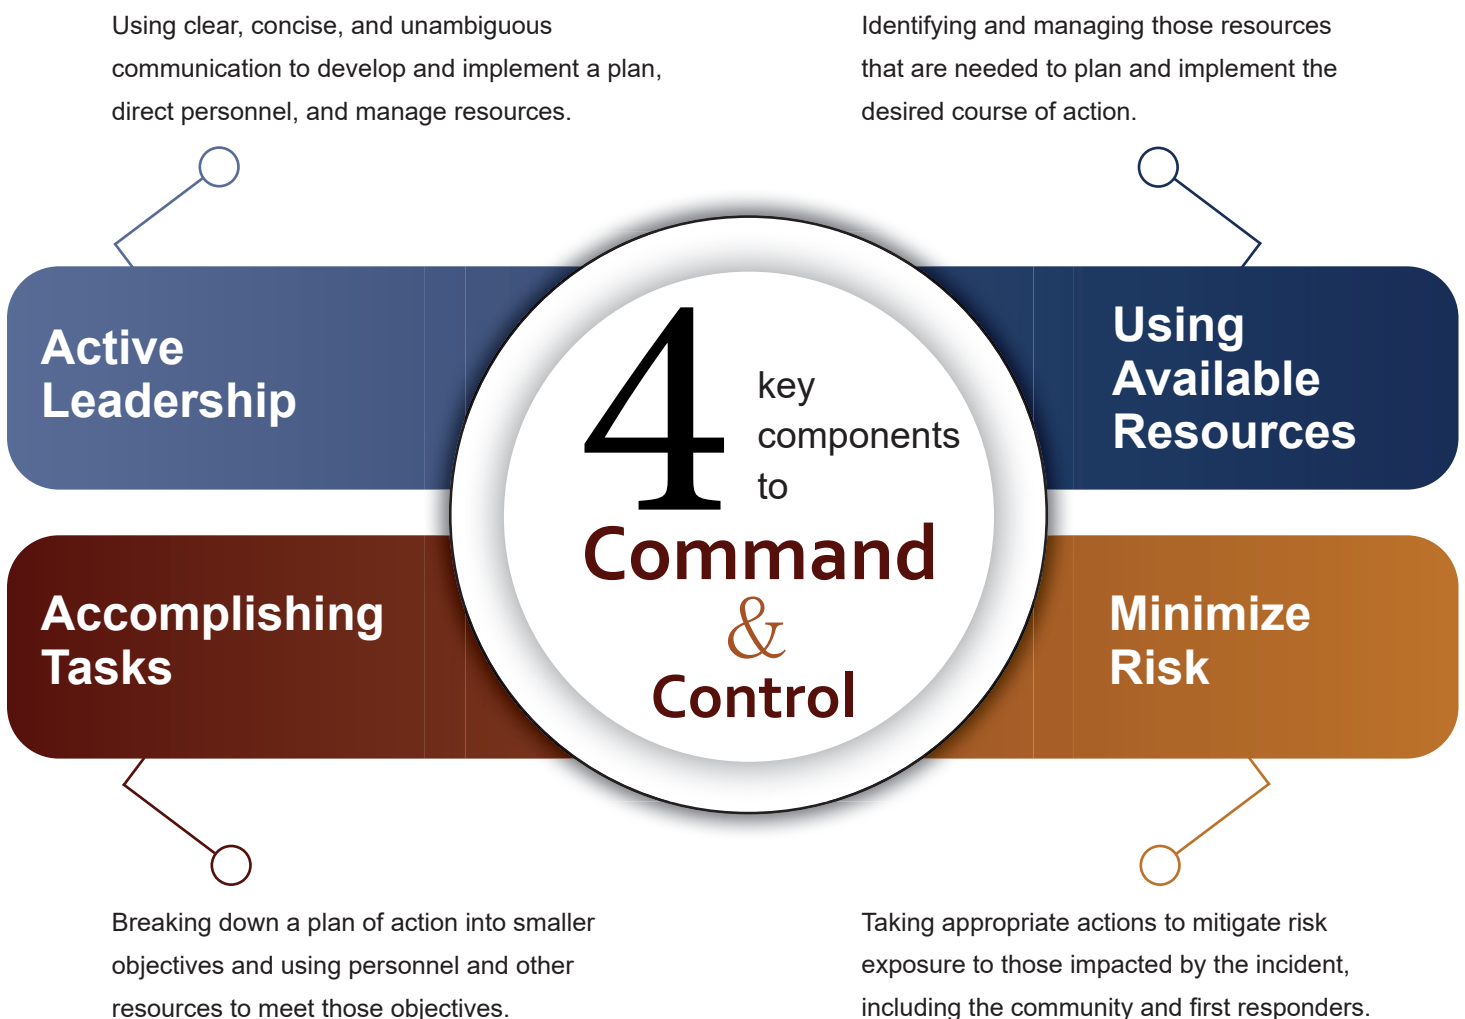 Using clear, concise, and unambiguous
communication to develop and implement a plan,
direct personnel, and manage resources.
Identifying and managing those resources
that are needed to plan and implement the
desired course of action.
Active
Leadership
Using
Available
Resources
4
key
components
to
Command
&
Control
Accomplishing
Tasks
Minimize
Risk
Breaking down a plan of action into smaller
objectives and using personnel and other
resources to meet those objectives.
Taking appropriate actions to mitigate risk
exposure to those impacted by the incident,
including the community and first responders.